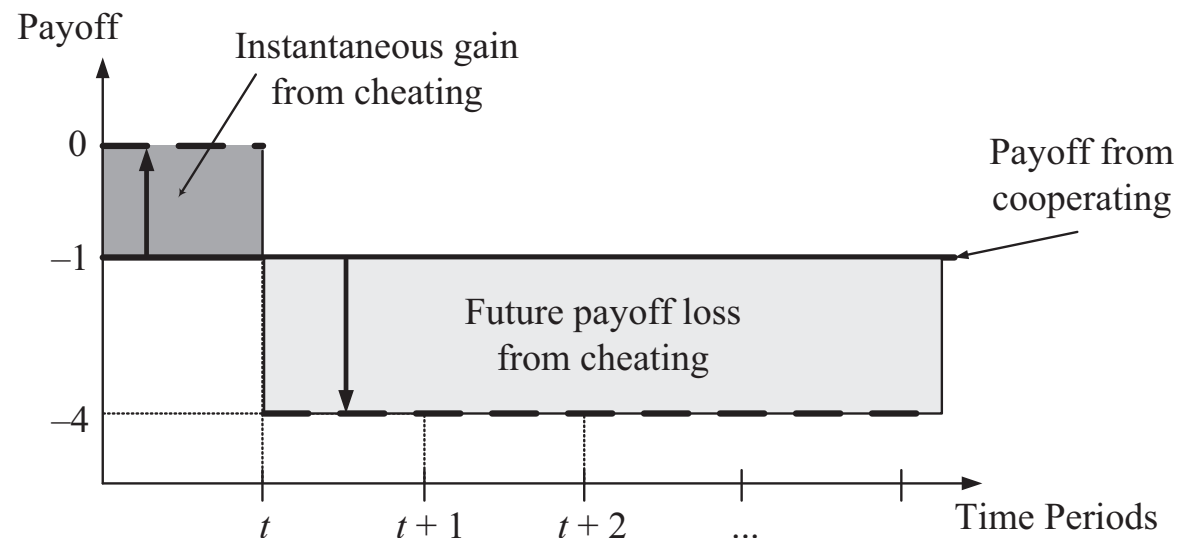 Payoff
Instantaneous gain
from cheating
0
Payoff from
cooperating
–1
Future payoff loss
from cheating
–4
t
t + 1
t + 2
...
Time Periods